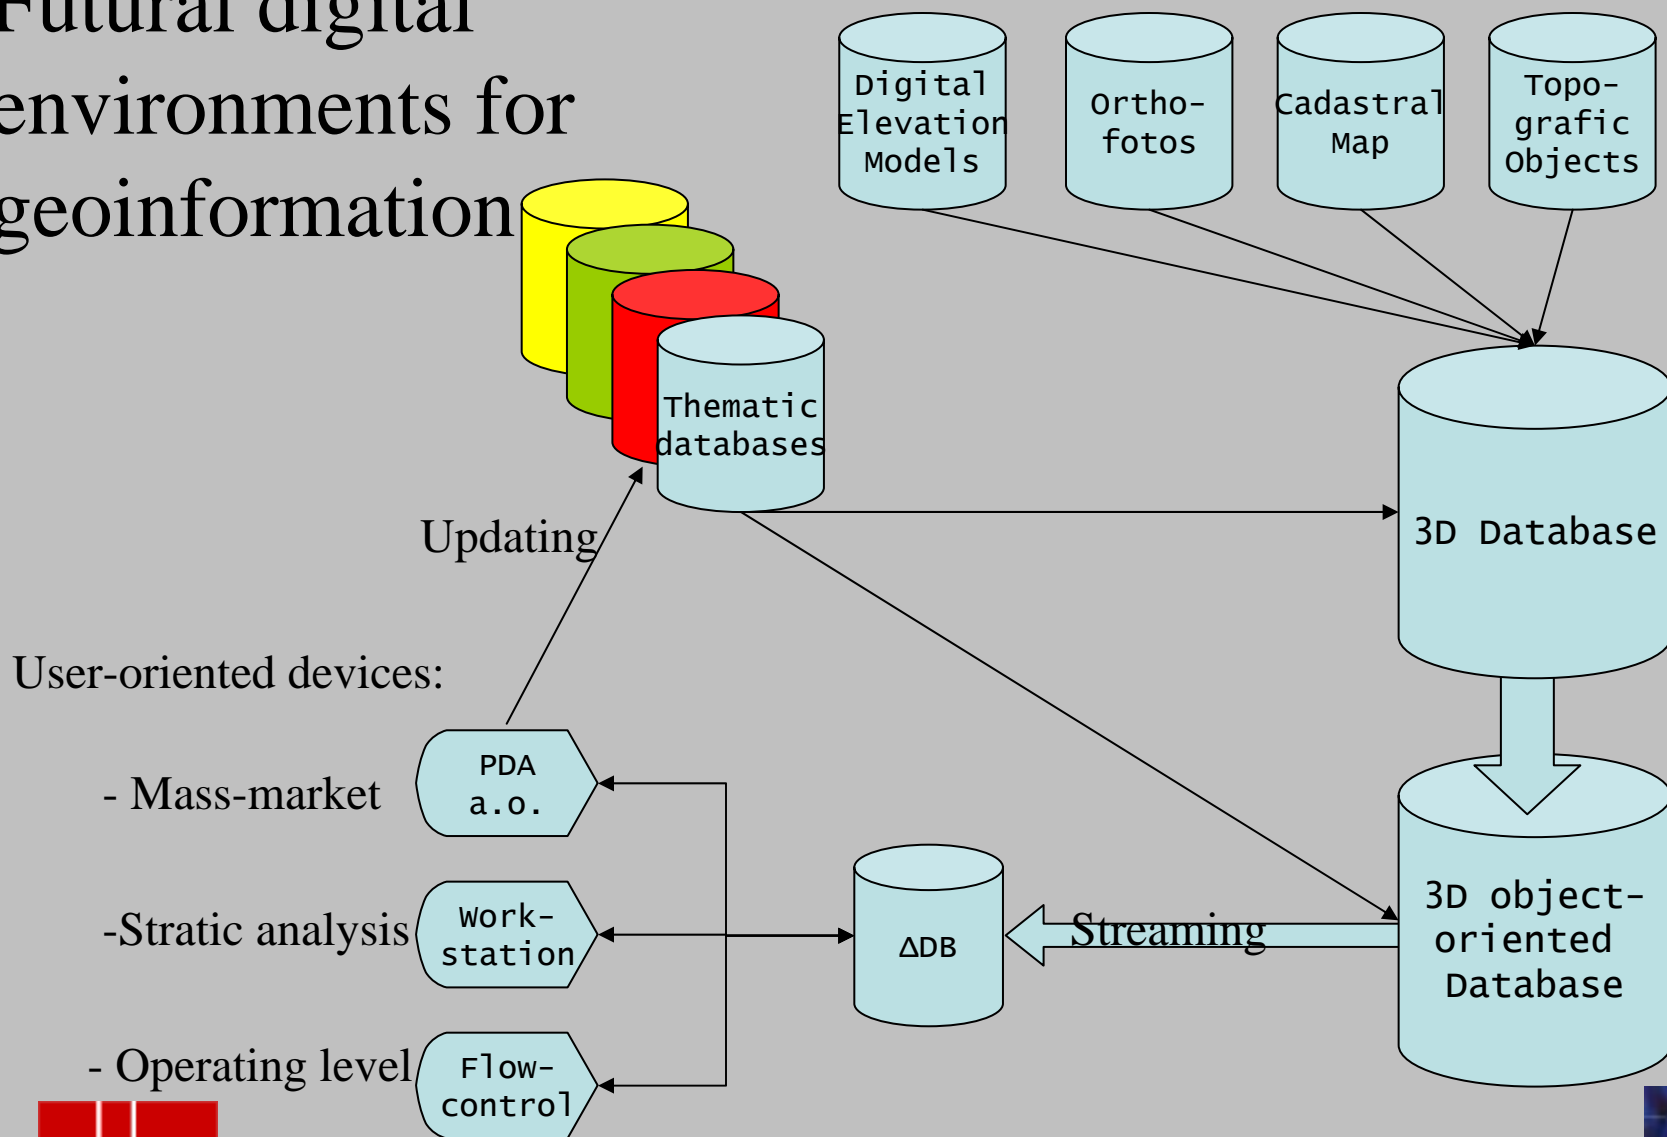 Futural digital
environments for
geoinformation
Digital
Elevation
Models
Ortho-
fotos
Cadastral
Map
Topo-
grafic
Objects
Thematic
databases
3D Database
Updating
User-oriented devices:
- Mass-market
PDA
a.o.
-Stratic analysis
Work-
station
- Operating level
Flow-
control
ΔDB
Streaming
3D object-
oriented
Database